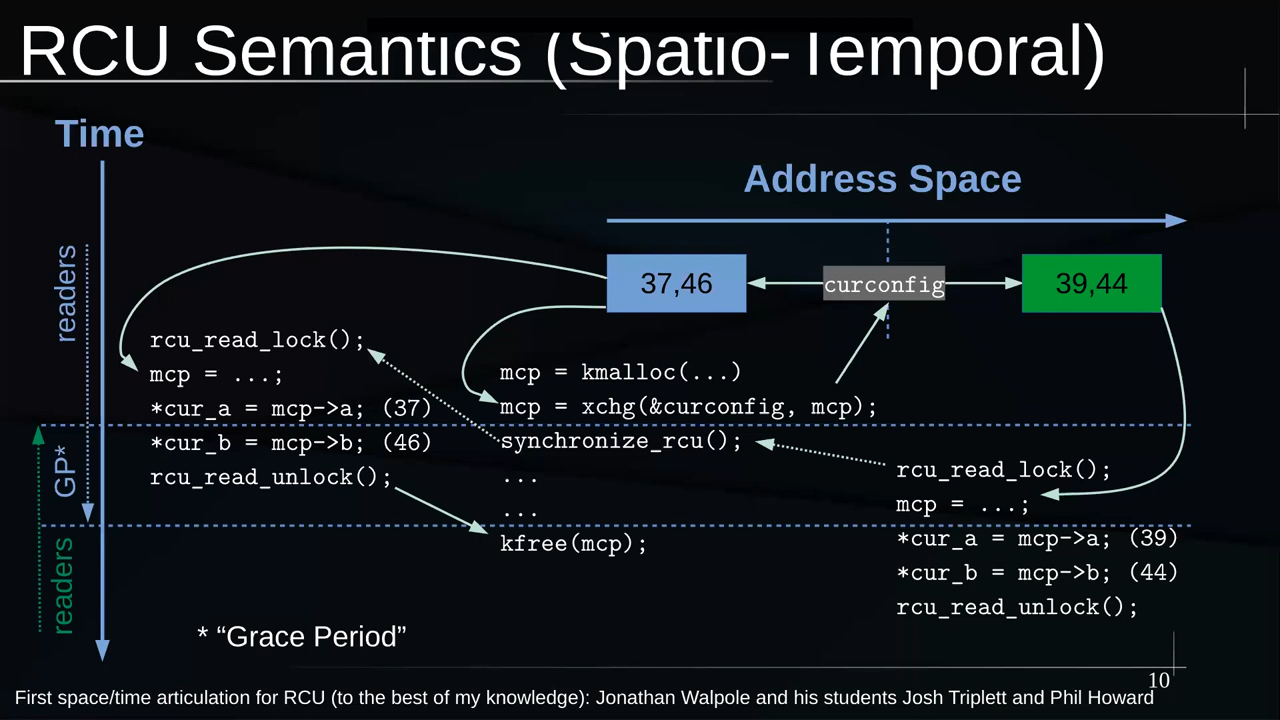 RCU Semantics (Spatio-Temporal)
Time
Address Space
readers
37,46
curconfig
39,44
rcu_read_lock();
mcp = ...;
*cur_a = mcp->a; (37)
*cur_b = mcp->b; (46)
rcu_read_unlock();
mcp = kmalloc(...)
mcp = xchg(&curconfig, mcp);
synchronize_rcu();
...
...
kfree(mcp);
rcu_read_lock();
mcp = ...;
*cur_a = mcp->a; (39)
*cur_b = mcp->b; (44)
rcu_read_unlock();
GP*
readers
* “Grace Period”
10
First space/time articulation for RCU (to the best of my knowledge): Jonathan Walpole and his students Josh Triplett and Phil Howard